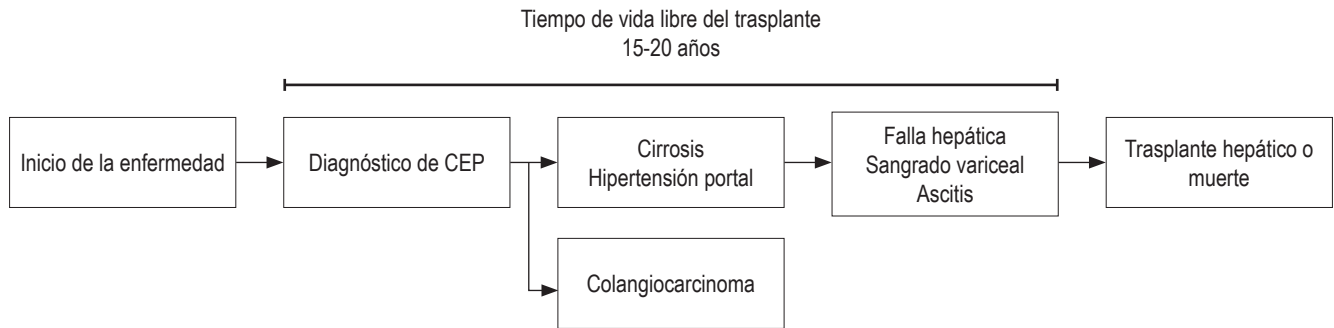 Tiempo de vida libre del trasplante
15-20 años
Inicio de la enfermedad
Diagnóstico de CEP
Cirrosis
Hipertensión portal
Falla hepática
Sangrado variceal
Ascitis
Trasplante hepático o
muerte
Colangiocarcinoma